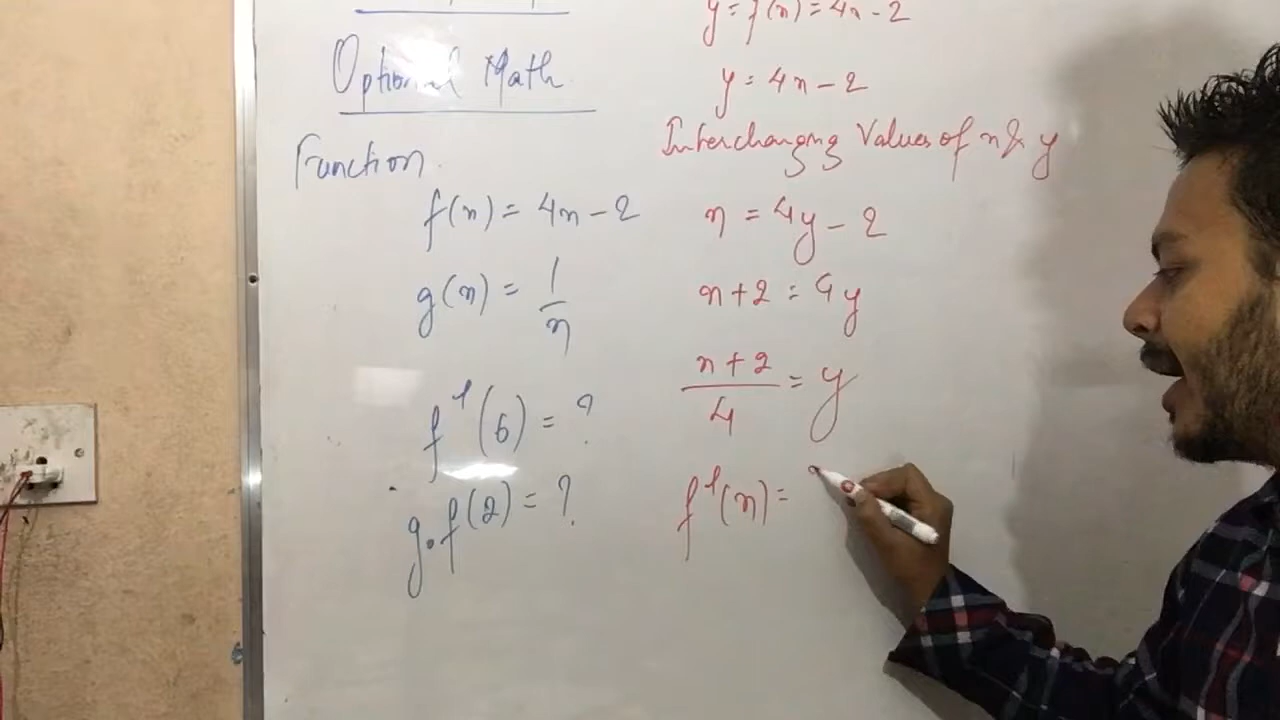 Optional Math
Function.
f(x) = 4x - 2
g(x) = 1/x
f⁻¹(6) = ?
g∘f(2) = ?
y = f(x) = 4x - 2
y = 4x - 2
Interchanging Values of x & y
x = 4y - 2
x + 2 = 4y
x + 2 / 4 = y
f⁻¹(x) =